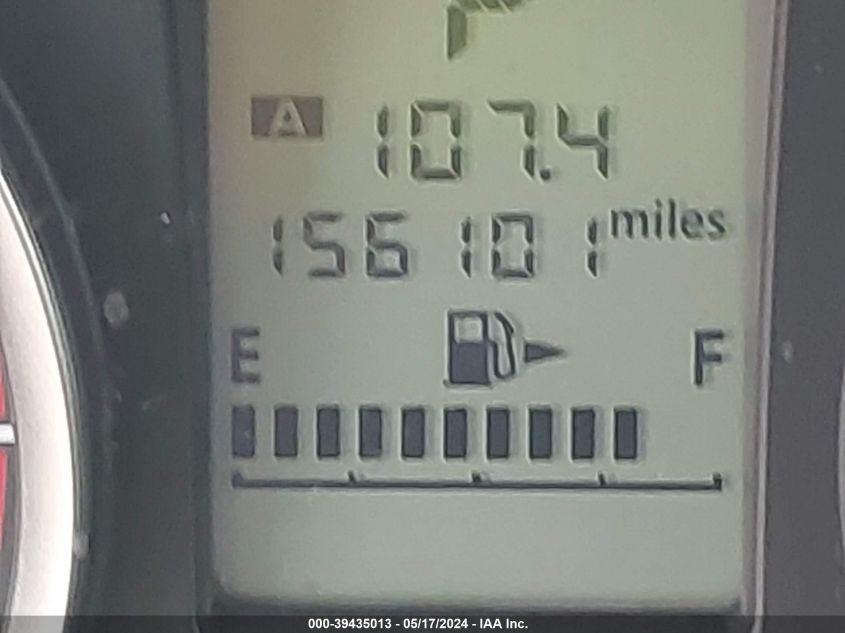 P
A 107.4
156101 miles
E F
000-39435013 - 05/17/2024 - IAA Inc.